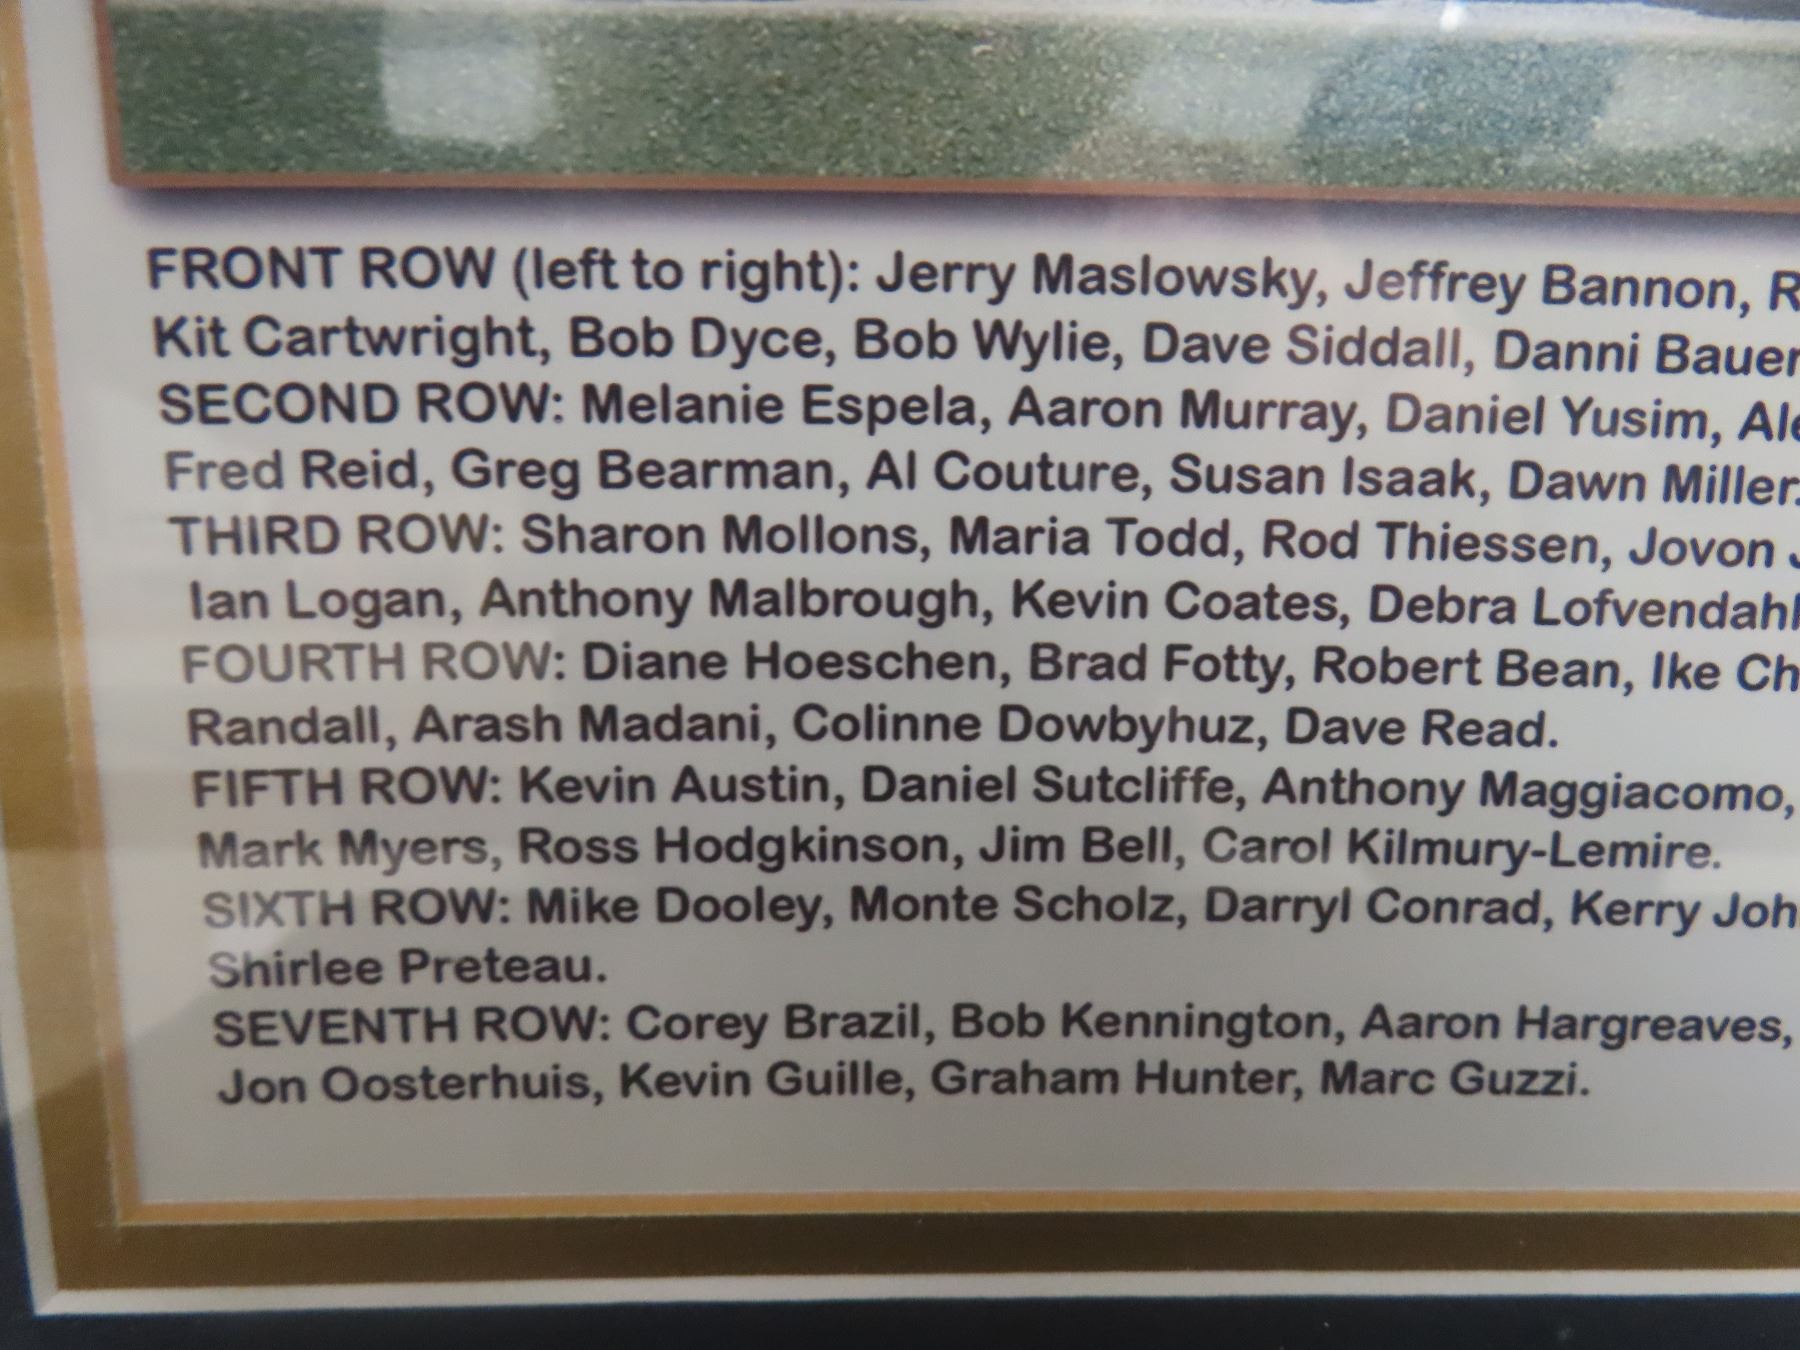 FRONT ROW (left to right): Jerry Maslowsky, Jeffrey Bannon,
Kit Cartwright, Bob Dyce, Bob Wylie, Dave Siddall, Danni Bauer
SECOND ROW: Melanie Espela, Aaron Murray, Daniel Yusim,
Fred Reid, Greg Bearman, Al Couture, Susan Isaak, Dawn Miller.
THIRD ROW: Sharon Mollons, Maria Todd, Rod Thiessen, Jovon
Ian Logan, Anthony Malbrough, Kevin Coates, Debra Lofvendahl
FOURTH ROW: Diane Hoeschen, Brad Fotty, Robert Bean, Ike
Randall, Arash Madani, Colinne Dowbyhuz, Dave Read.
FIFTH ROW: Kevin Austin, Daniel Sutcliffe, Anthony Maggiacomo,
Mark Myers, Ross Hodgkinson, Jim Bell, Carol Kilmury-Lemire.
SIXTH ROW: Mike Dooley, Monte Scholz, Darryl Conrad, Kerry
Shirlee Preteau.
SEVENTH ROW: Corey Brazil, Bob Kennington, Aaron Hargreaves,
Jon Oosterhuis, Kevin Guille, Graham Hunter, Marc Guzzi.